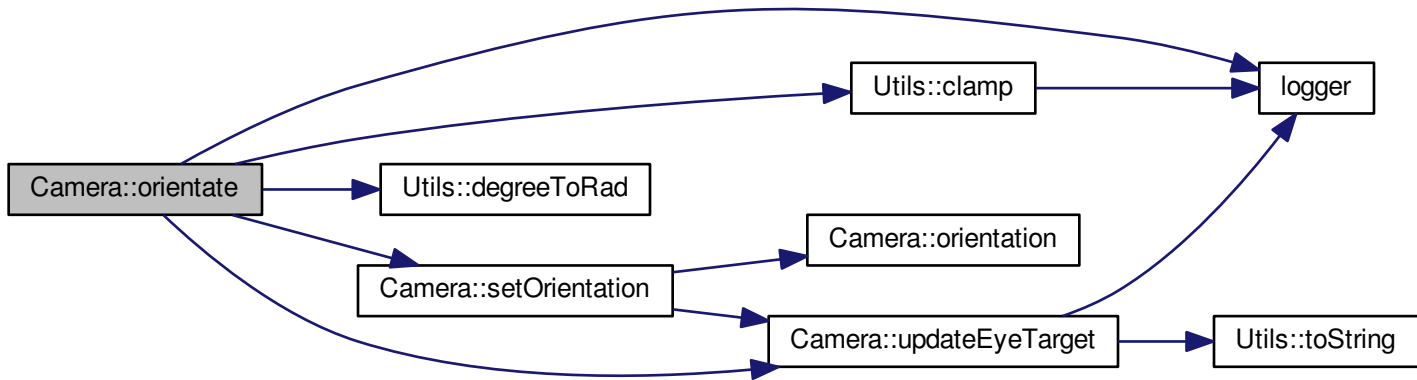 Camera::orientate
logger
Utils::clamp
Utils::degreeToRad
Camera::setOrientation
Camera::orientation
Camera::updateEyeTarget
Utils::toString